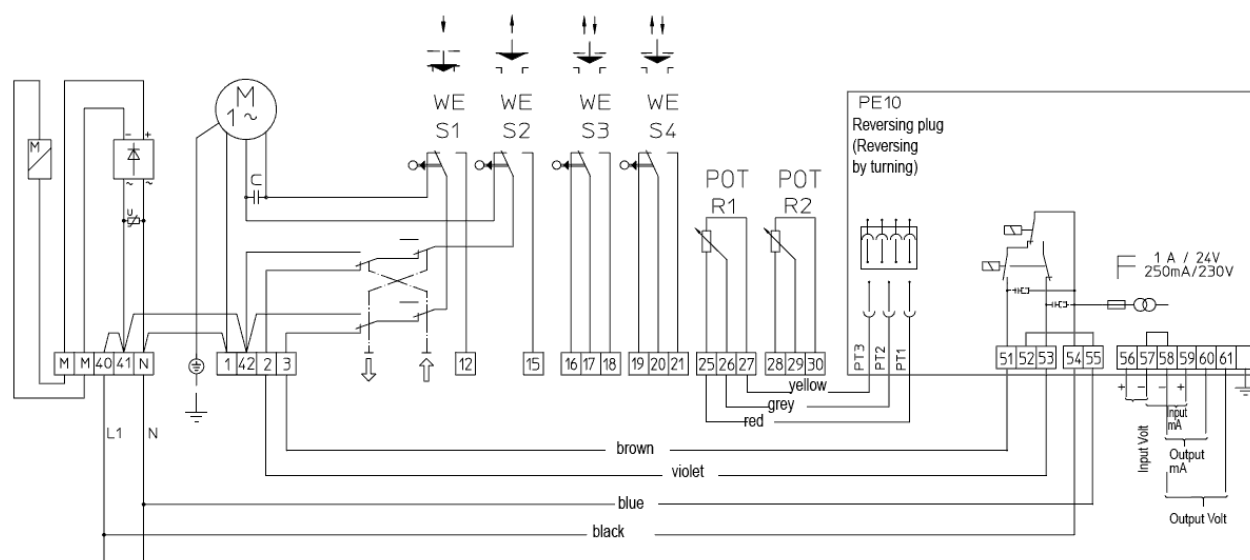 WE
S1
WE
S2
WE
S3
WE
S4
M
1 ~
M
- +
~ ~
U
C
POT
R1
POT
R2
PE10
Reversing plug
(Reversing
by turning)
F 1 A / 24V
250mA/230V
PT3
PT2
PT1
M M 40 41 N
1 42 2 3
12
15
16 17 18
19 20 21
25 26 27
28 29 30
51 52 53
54 55
56 57 58 59 60 61
+ - - +
yellow
grey
red
L1
N
brown
violet
blue
black
Input Volt
Input
mA
Output
mA
Output Volt